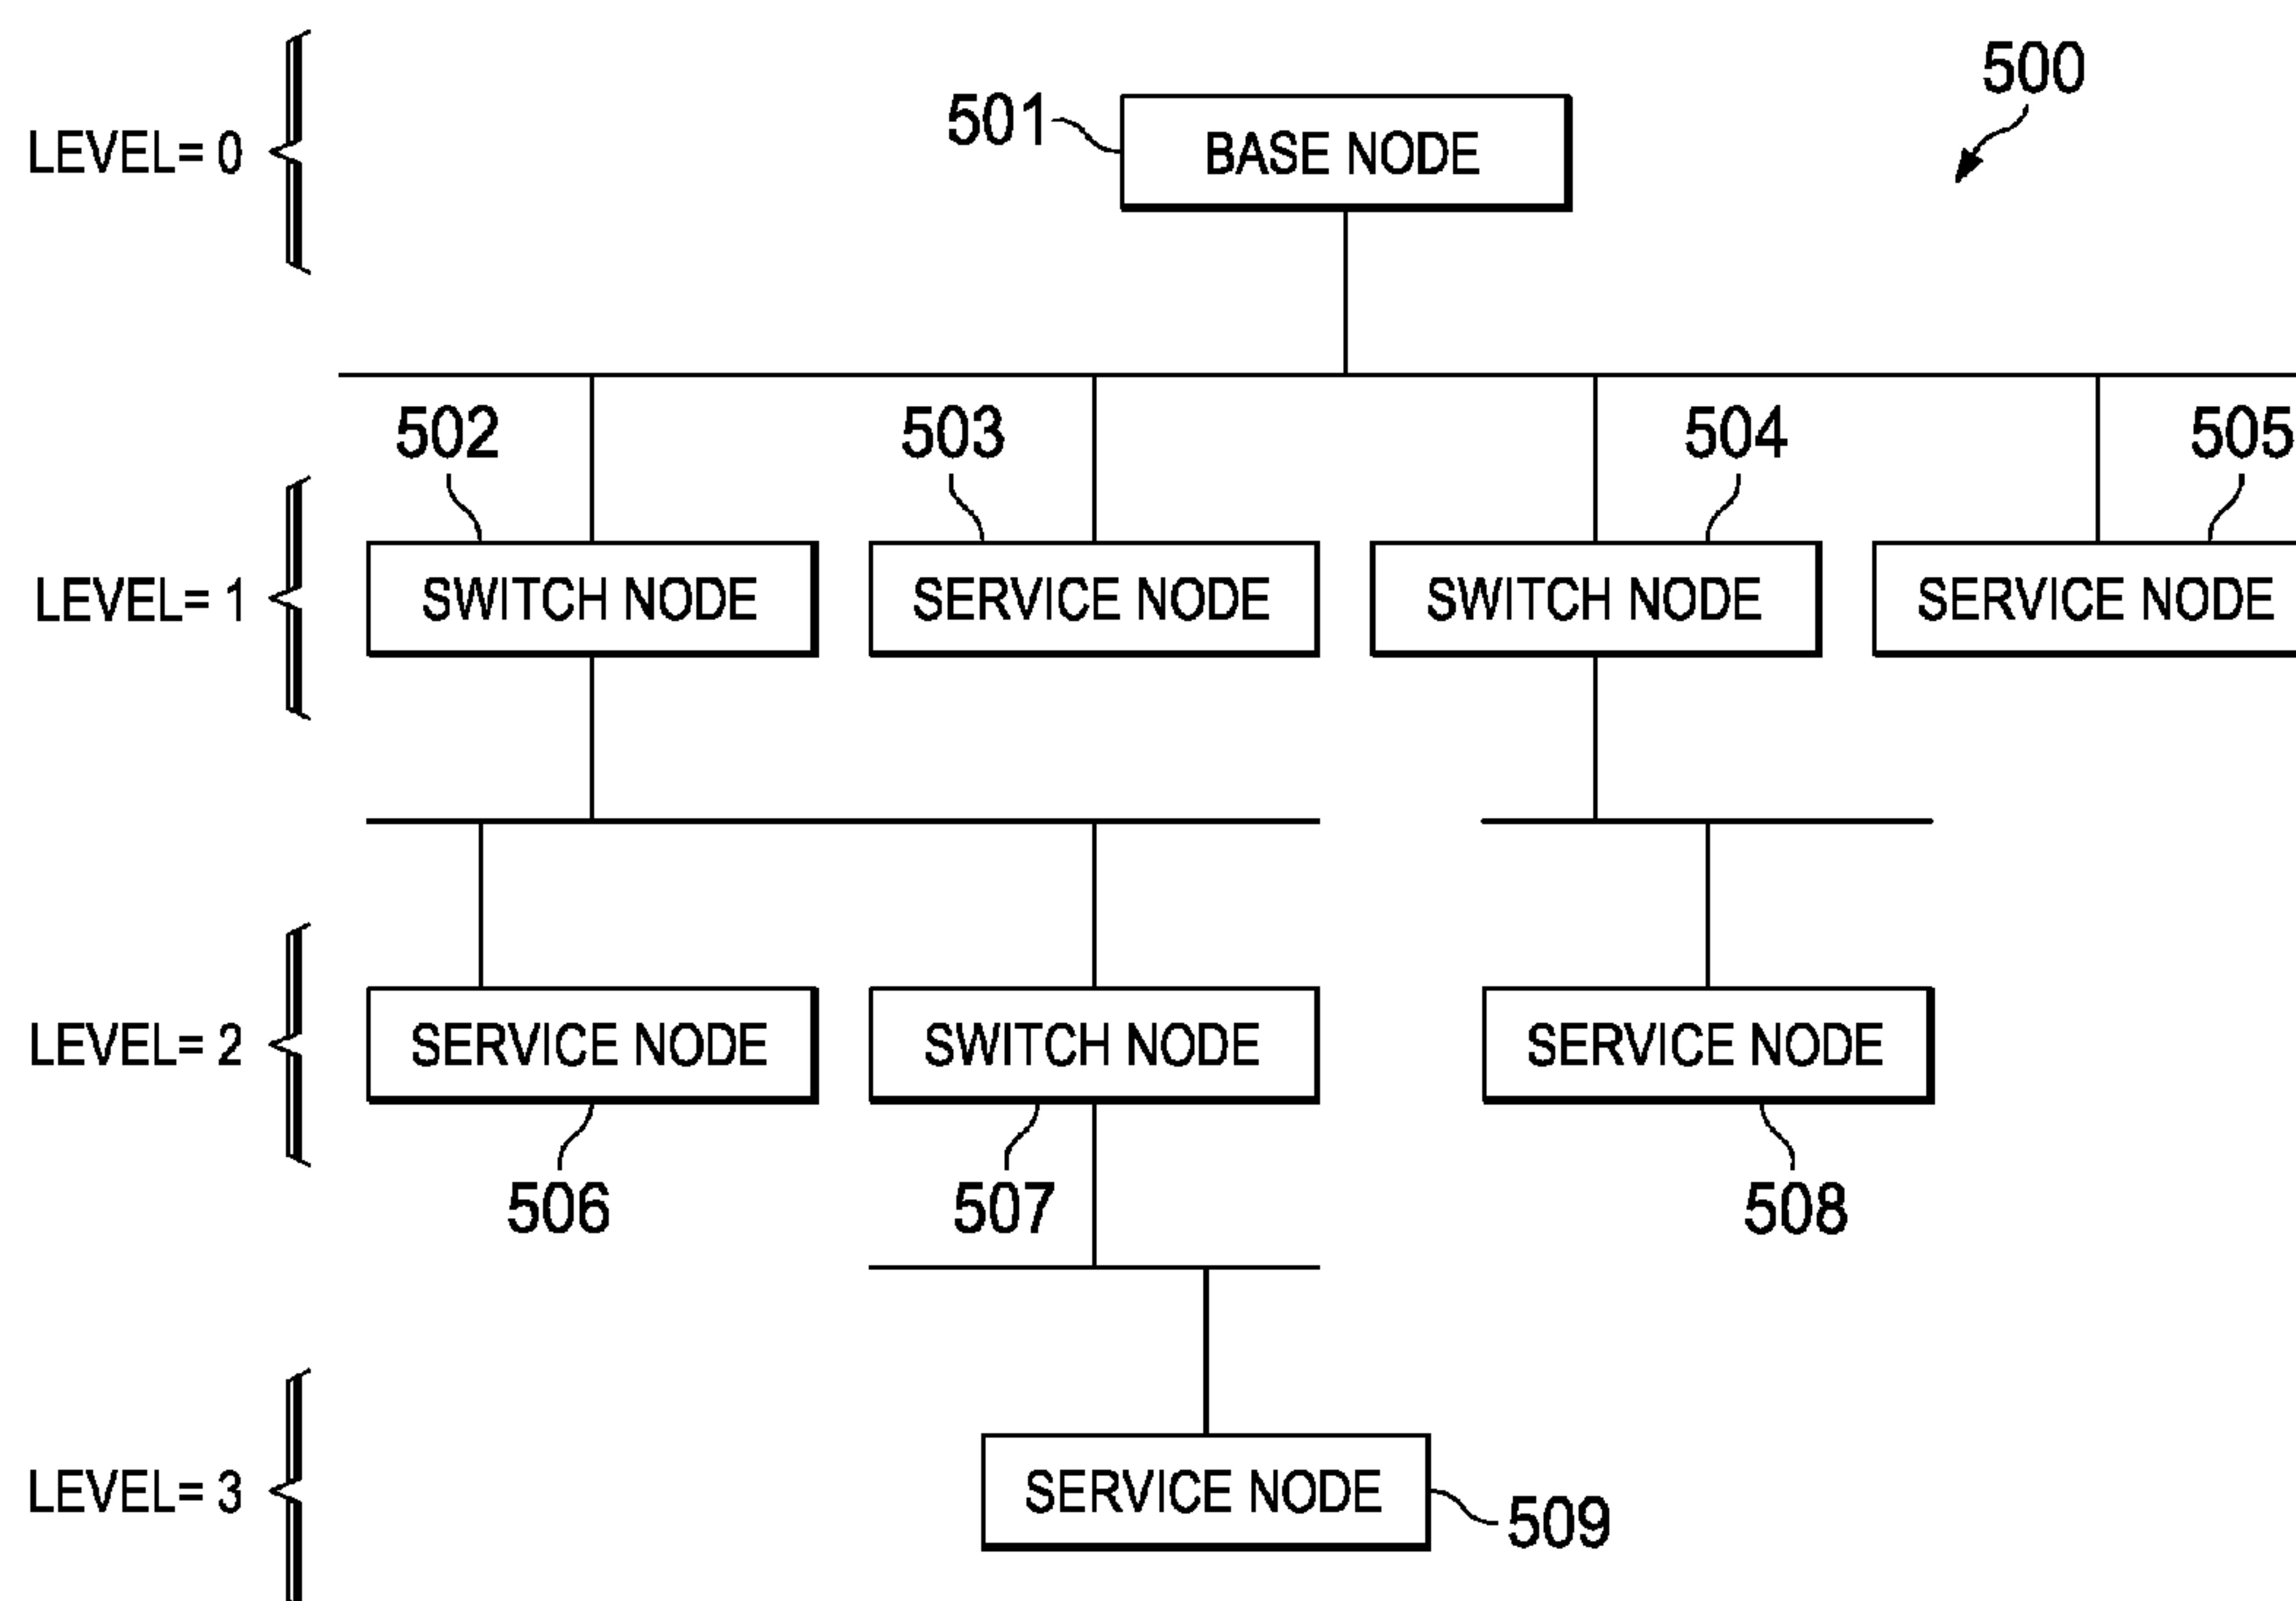 500
501
LEVEL= 0
BASE NODE
502
503
504
505
LEVEL= 1
SWITCH NODE
SERVICE NODE
SWITCH NODE
SERVICE NODE
LEVEL= 2
SERVICE NODE
SWITCH NODE
SERVICE NODE
506
507
508
LEVEL= 3
SERVICE NODE
509